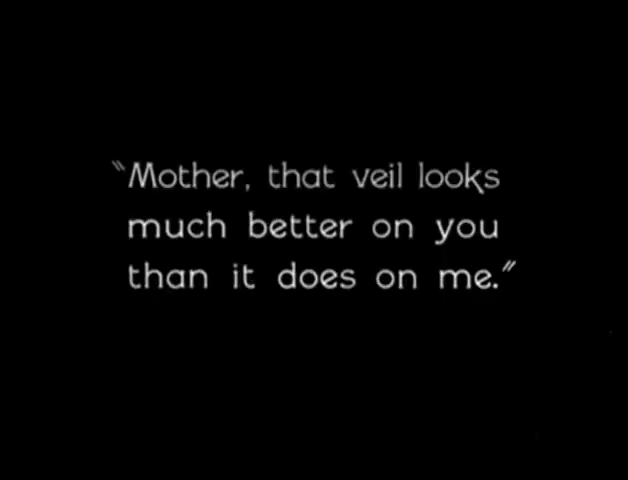 "Mother, that veil looks
much better on you
than it does on me."